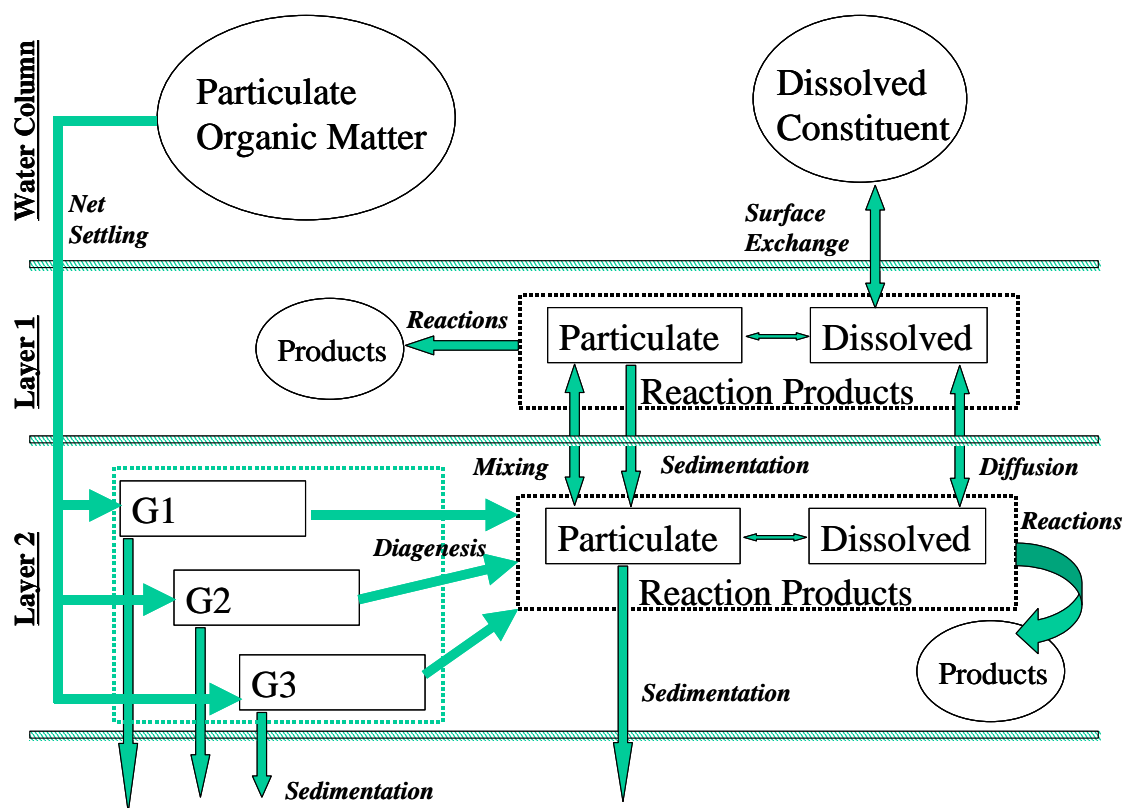 Water Column
Particulate
Organic Matter
Dissolved
Constituent
Net
Settling
Surface
Exchange
Layer 1
Products
Reactions
Particulate
Dissolved
Reaction Products
Mixing
Sedimentation
Diffusion
Layer 2
G1
G2
G3
Diagenesis
Particulate
Dissolved
Reaction Products
Reactions
Products
Sedimentation
Sedimentation